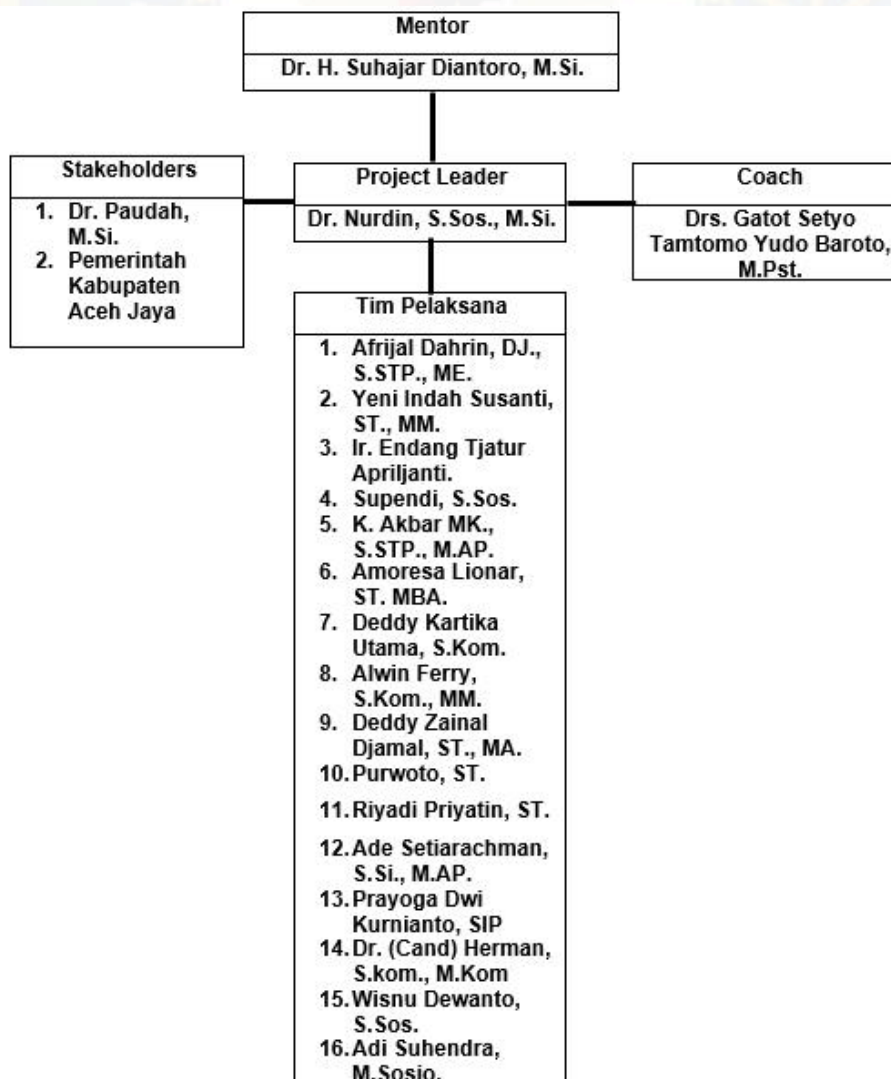 Mentor
Dr. H. Suhajar Diantoro, M.Si.
Stakeholders
1. Dr. Paudah,
M.Si.
2. Pemerintah
Kabupaten
Aceh Jaya
Project Leader
Dr. Nurdin, S.Sos., M.Si.
Coach
Drs. Gatot Setyo
Tamtomo Yudo Baroto,
M.Pst.
Tim Pelaksana
1. Afrijal Dahrin, DJ.,
S.STP., ME.
2. Yeni Indah Susanti,
ST., MM.
3. Ir. Endang Tjatur
Apriljanti.
4. Supendi, S.Sos.
5. K. Akbar MK.,
S.STP., M.AP.
6. Amoresa Lionar,
ST. MBA.
7. Deddy Kartika
Utama, S.Kom.
8. Alwin Ferry,
S.Kom., MM.
9. Deddy Zainal
Djamal, ST., MA.
10. Purwoto, ST.
11. Riyadi Priyatin, ST.
12. Ade Setiarachman,
S.Si., M.AP.
13. Prayoga Dwi
Kurnianto, SIP
14. Dr. (Cand) Herman,
S.kom., M.Kom
15. Wisnu Dewanto,
S.Sos.
16. Adi Suhendra,
M.Sosio.